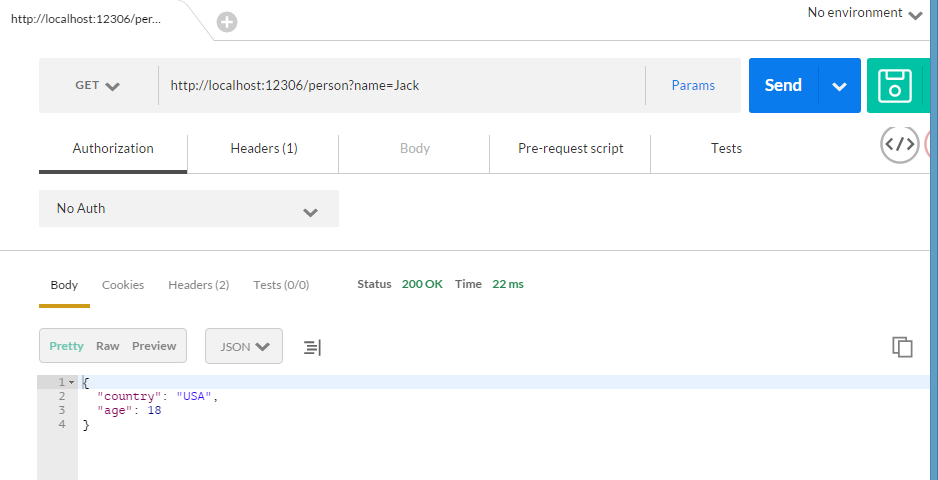 http://localhost:12306/per...
No environment
GET http://localhost:12306/person?name=Jack Params Send
Authorization Headers (1) Body Pre-request script Tests
No Auth
Body Cookies Headers (2) Tests (0/0) Status 200 OK Time 22 ms
Pretty Raw Preview JSON
1 {
2 "country": "USA",
3 "age": 18
4 }